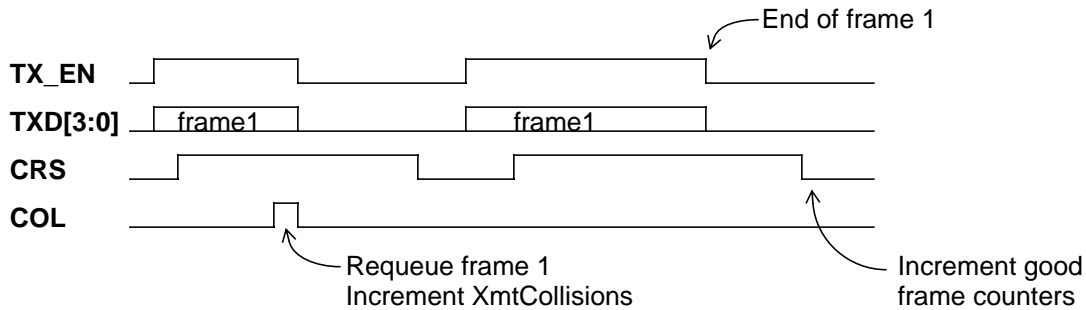 End of frame 1
TX_EN
TXD[3:0] frame1 frame1
CRS
COL
Requeue frame 1
Increment XmtCollisions
Increment good
frame counters